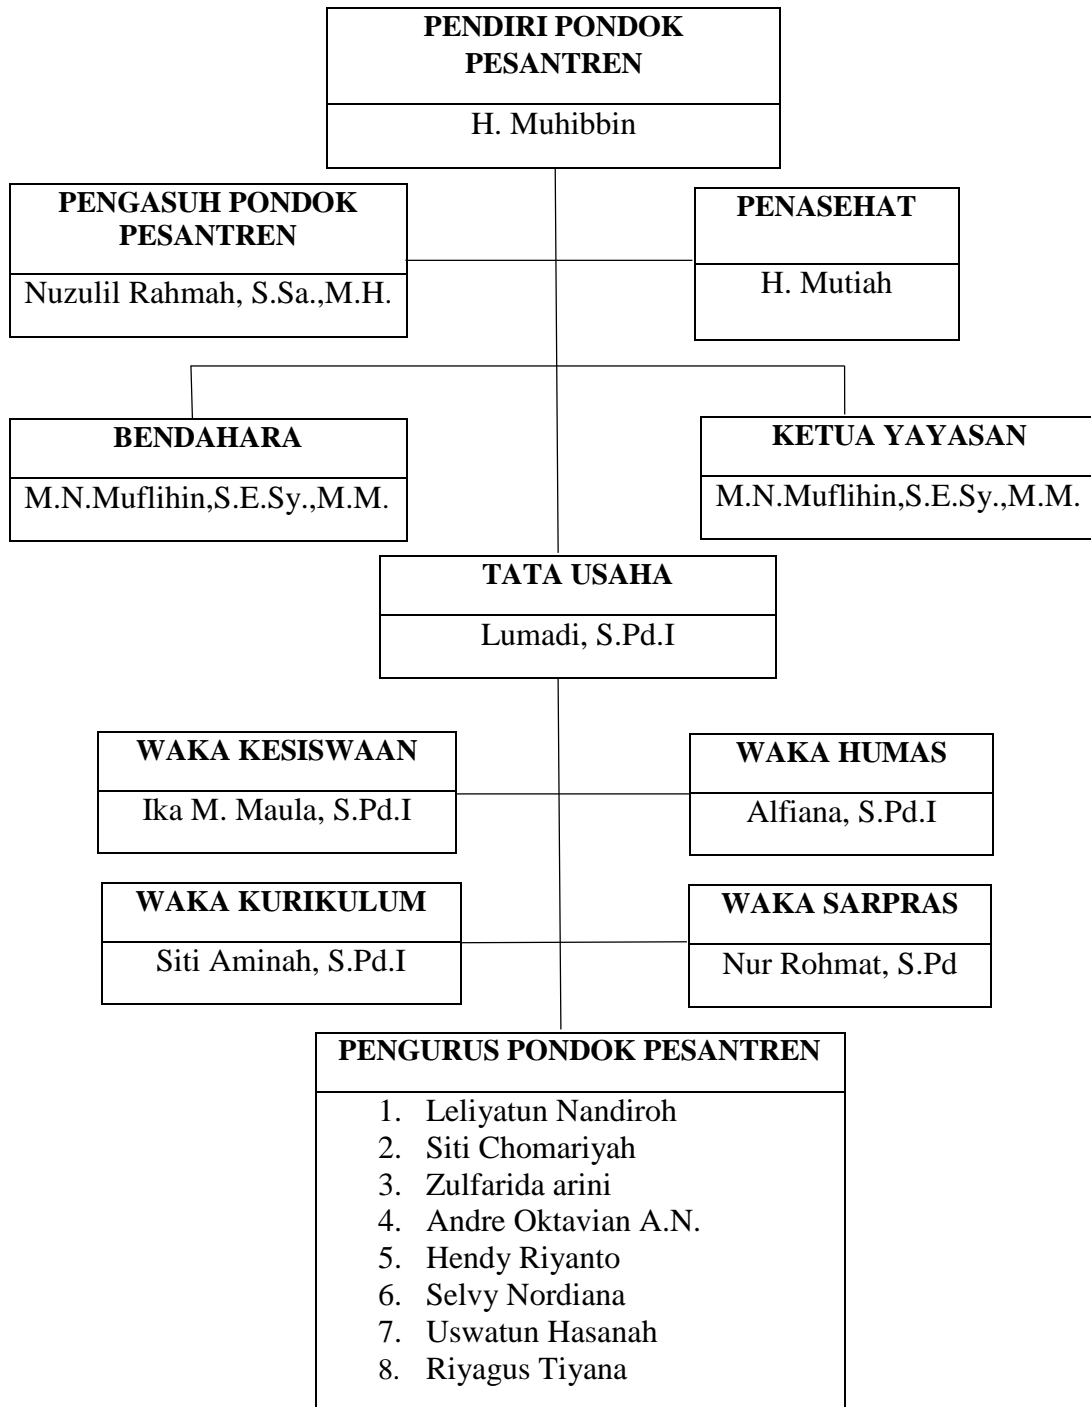 PENDIRI PONDOK
PESANTREN
H. Muhibbin
PENGASUH PONDOK
PESANTREN
Nuzulil Rahmah, S.Sa.,M.H.
PENASEHAT
H. Mutiah
BENDAHARA
M.N.Muflihin,S.E.Sy.,M.M.
KETUA YAYASAN
M.N.Muflihin,S.E.Sy.,M.M.
TATA USAHA
Lumadi, S.Pd.I
WAKA KESISWAAN
Ika M. Maula, S.Pd.I
WAKA HUMAS
Alfiana, S.Pd.I
WAKA KURIKULUM
Siti Aminah, S.Pd.I
WAKA SARPRAS
Nur Rohmat, S.Pd
PENGURUS PONDOK PESANTREN
1. Leliyatun Nandiroh
2. Siti Chomariyah
3. Zulfarida arini
4. Andre Oktavian A.N.
5. Hendy Riyanto
6. Selvy Nordiana
7. Uswatun Hasanah
8. Riyagus Tiyana